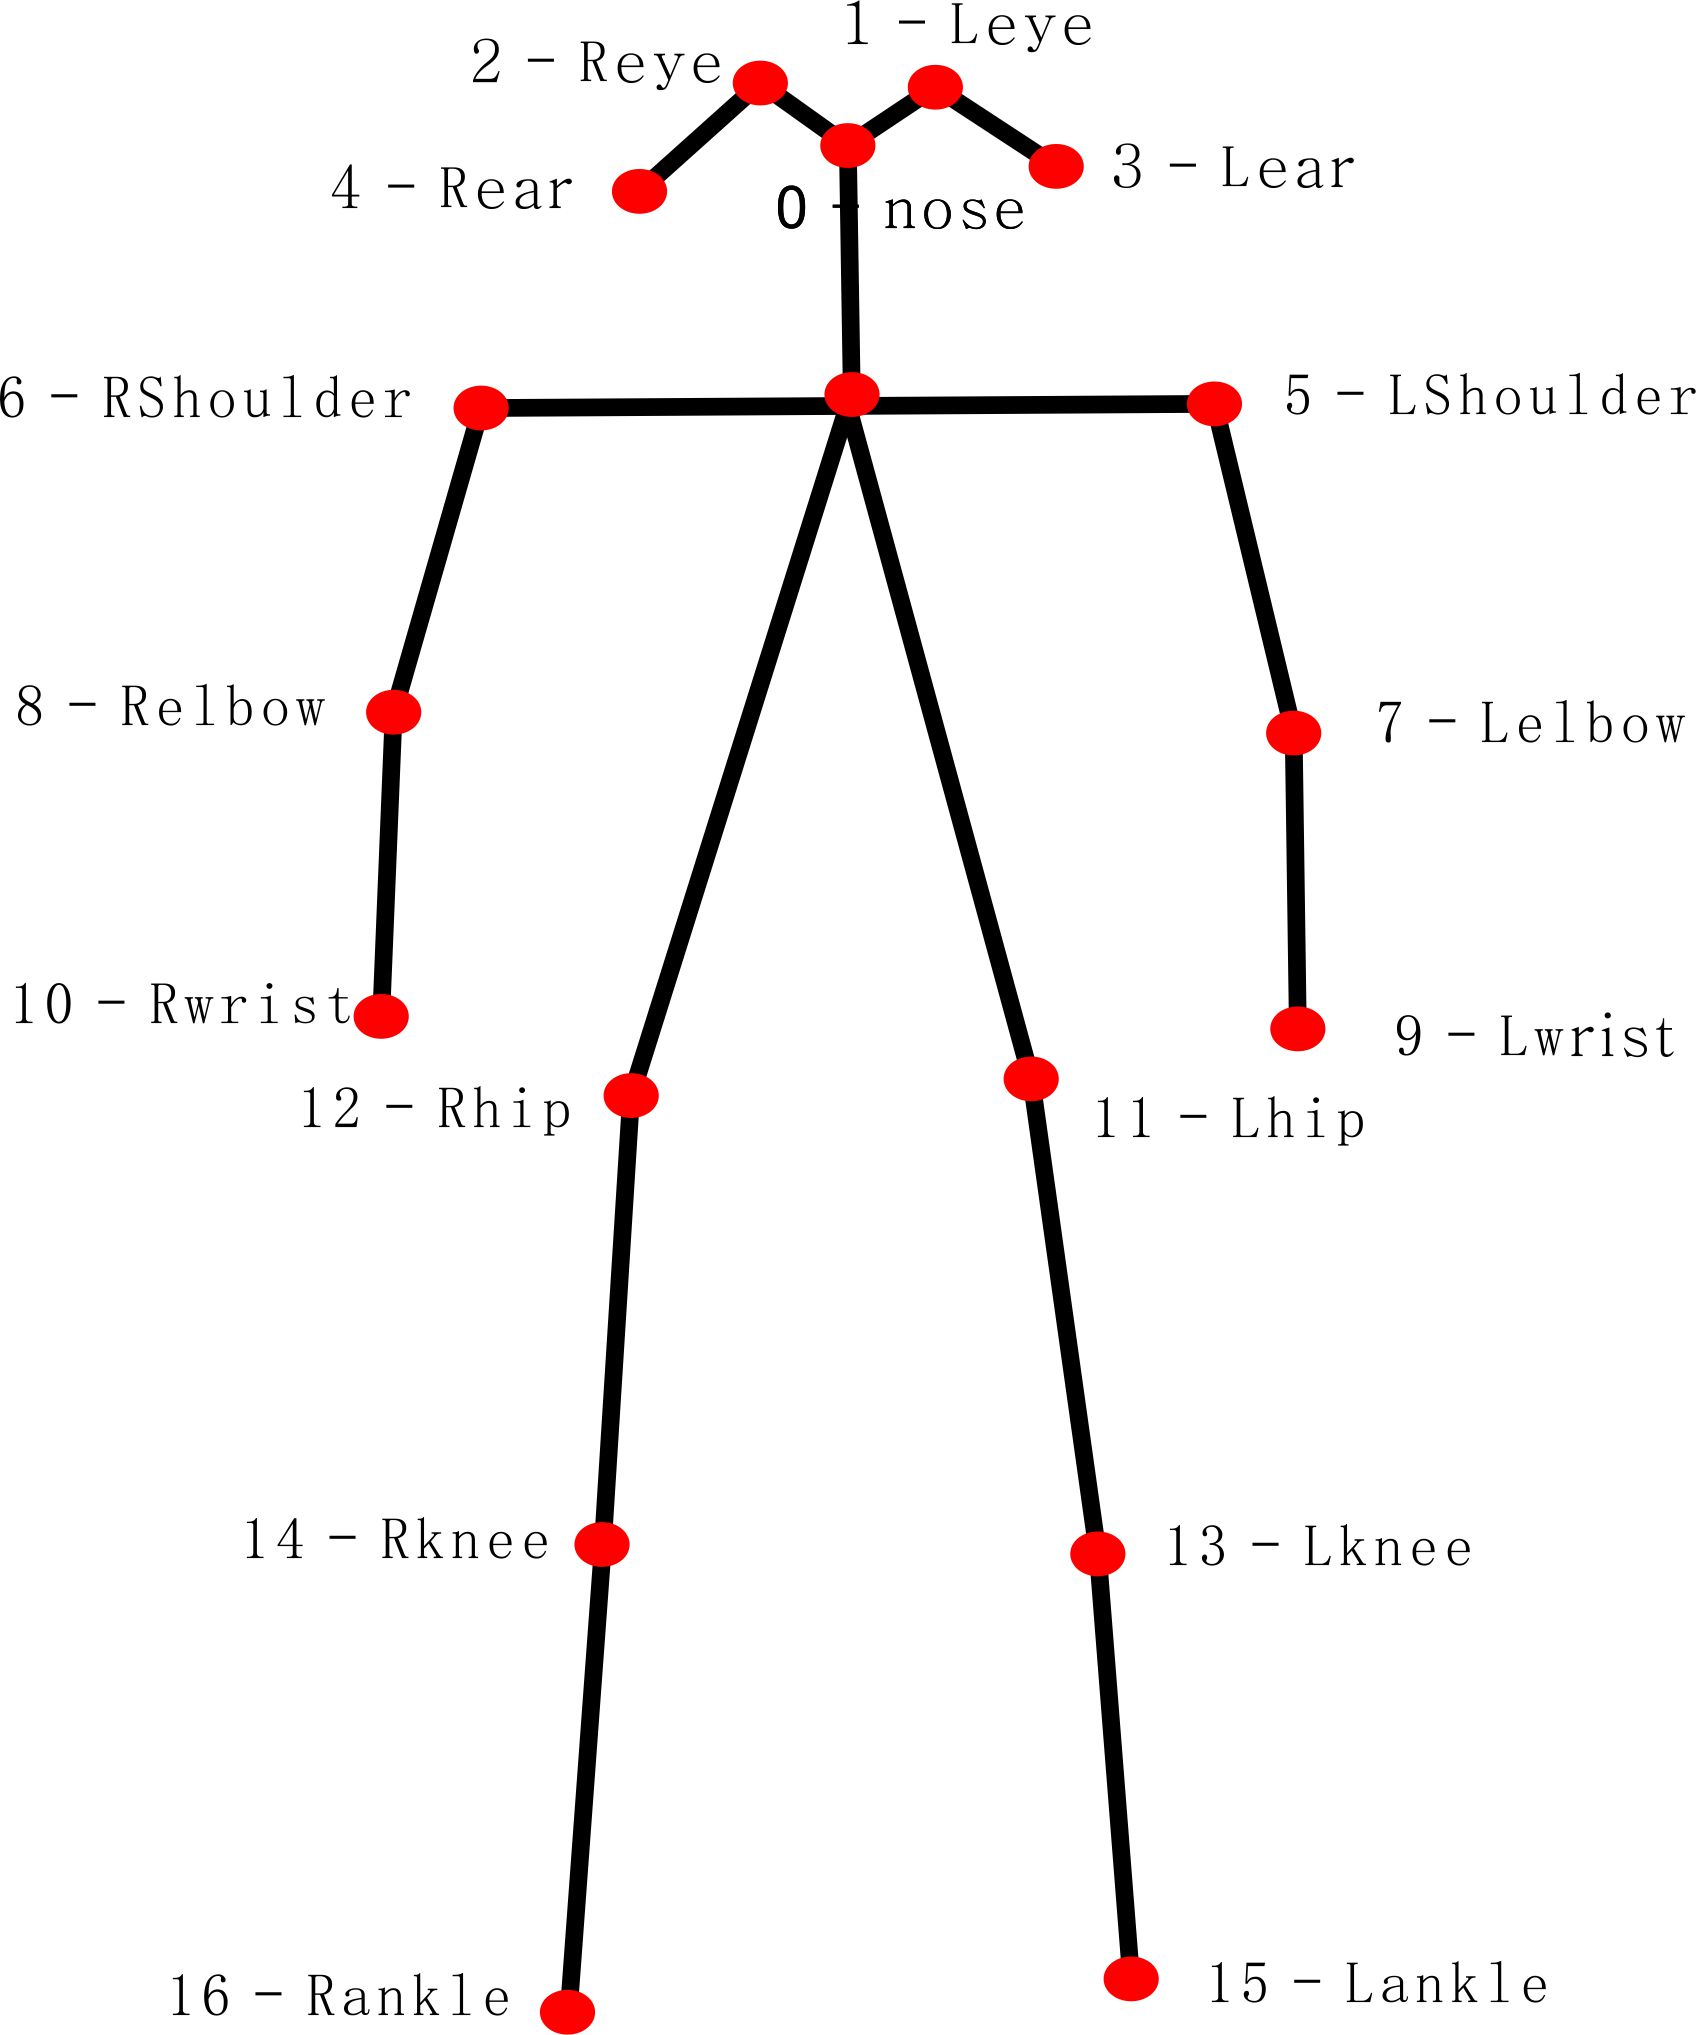 1 - Leye
2 - Reye
3 - Lear
4 - Rear
0 - nose
5 - LShoulder
6 - RShoulder
8 - Relbow
7 - Lelbow
10 - Rwrist
9 - Lwrist
12 - Rhip
11 - Lhip
14 - Rknee
13 - Lknee
15 - Lankle
16 - Rankle